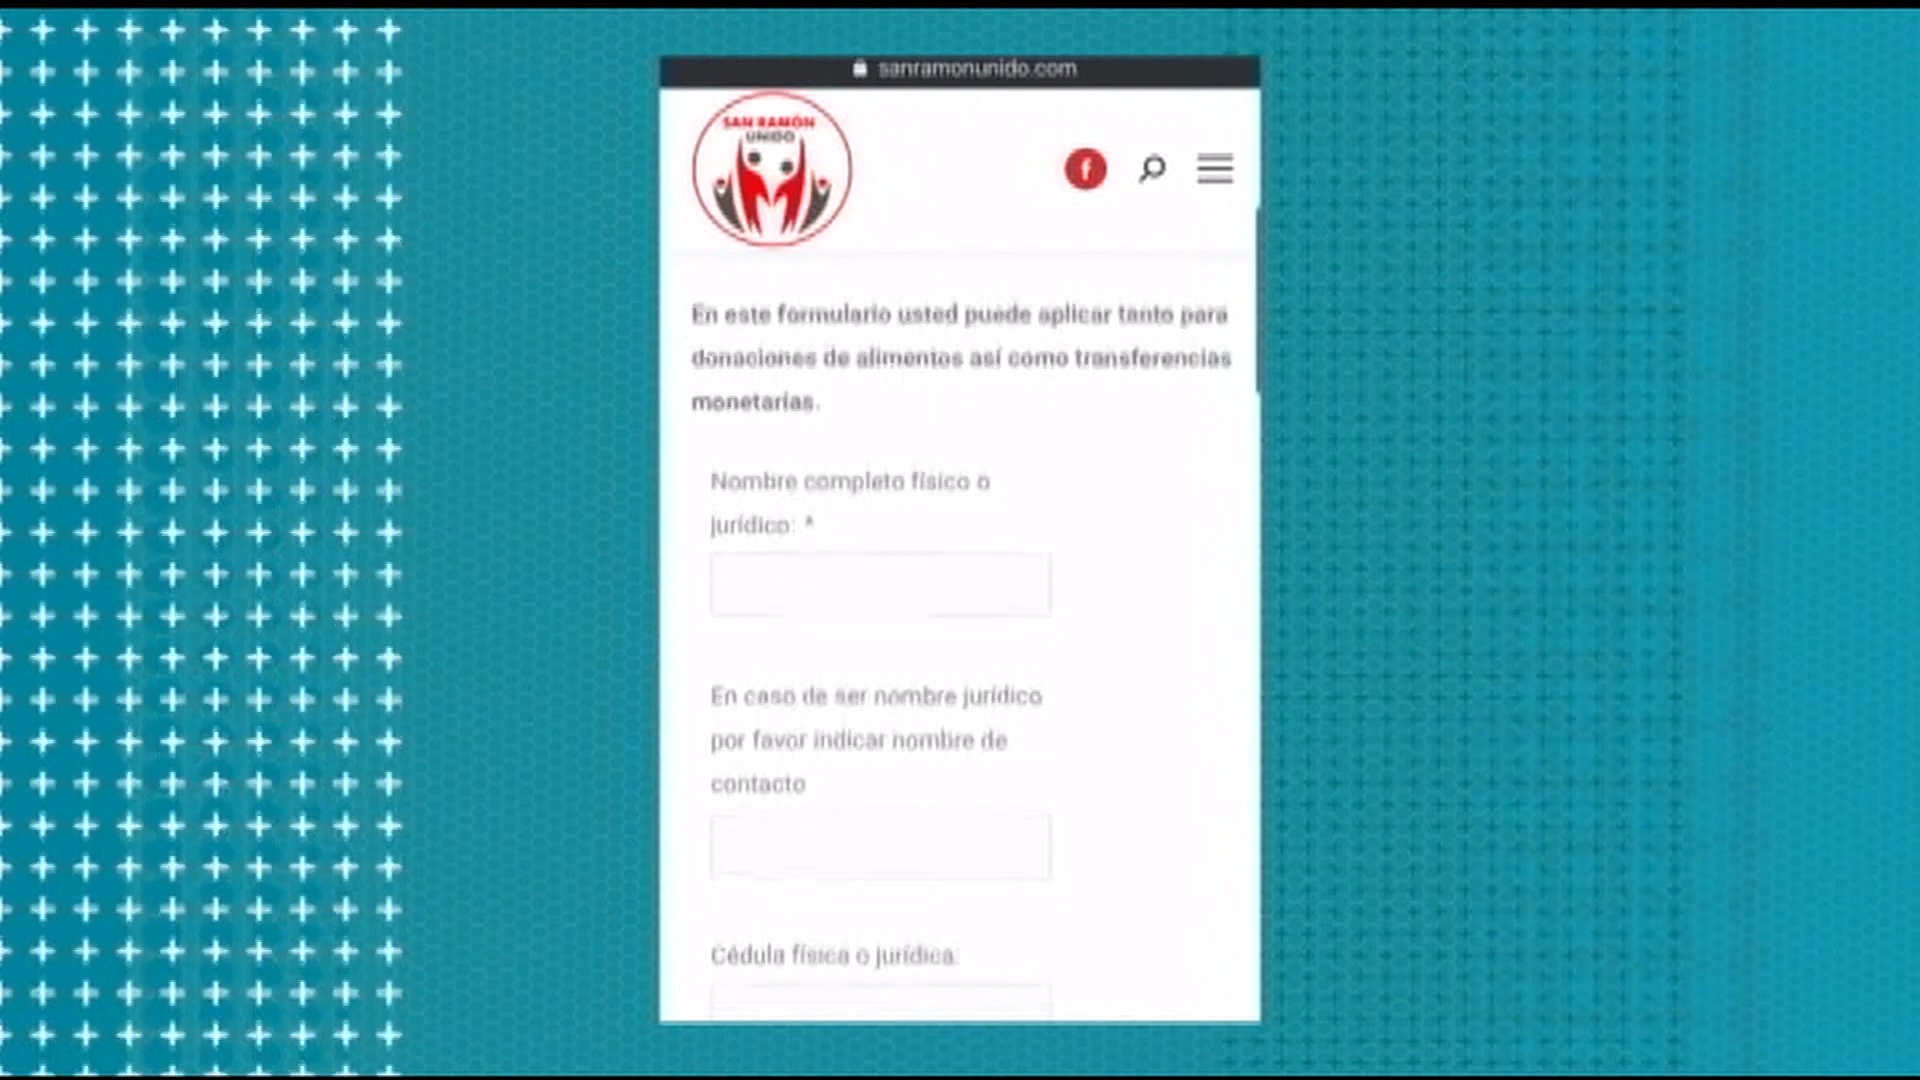 sanramonunido.com
SAN RAMÓN
UNIDO
En este formulario usted puede aplicar tanto para
donaciones de alimentos así como transferencias
monetarias.
Nombre completo físico o
jurídico: *
En caso de ser nombre jurídico
por favor indicar nombre de
contacto
Cédula física o jurídica: